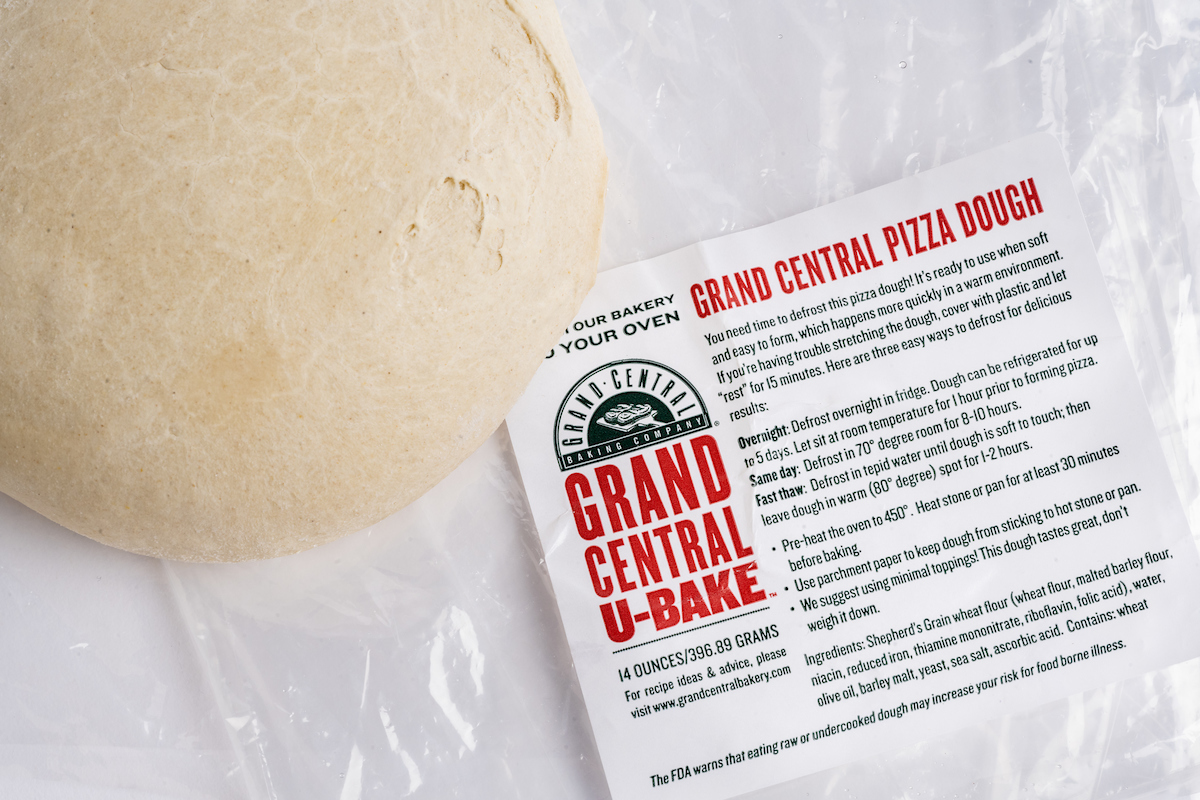 OUR BAKERY
YOUR OVEN
GRAND·CENTRAL
BAKING COMPANY
GRAND
CENTRAL
U-BAKE™
14 OUNCES/396.89 GRAMS
For recipe ideas & advice, please
visit www.grandcentralbakery.com
GRAND CENTRAL PIZZA DOUGH
You need time to defrost this pizza dough! It's ready to use when soft
and easy to form, which happens more quickly in a warm environment.
If you're having trouble stretching the dough, cover with plastic and let
"rest" for 15 minutes. Here are three easy ways to defrost for delicious
results:
Overnight: Defrost overnight in fridge. Dough can be refrigerated for up
to 5 days. Let sit at room temperature for 1 hour prior to forming pizza.
Same day: Defrost in 70° degree room for 8-10 hours.
Fast thaw: Defrost in tepid water until dough is soft to touch; then
leave dough in warm (80° degree) spot for 1-2 hours.
• Pre-heat the oven to 450°. Heat stone or pan for at least 30 minutes
before baking.
• Use parchment paper to keep dough from sticking to hot stone or pan.
• We suggest using minimal toppings! This dough tastes great, don't
weigh it down.
Ingredients: Shepherd's Grain wheat flour (wheat flour, malted barley flour,
niacin, reduced iron, thiamine mononitrate, riboflavin, folic acid), water,
olive oil, barley malt, yeast, sea salt, ascorbic acid. Contains: wheat
The FDA warns that eating raw or undercooked dough may increase your risk for food borne illness.